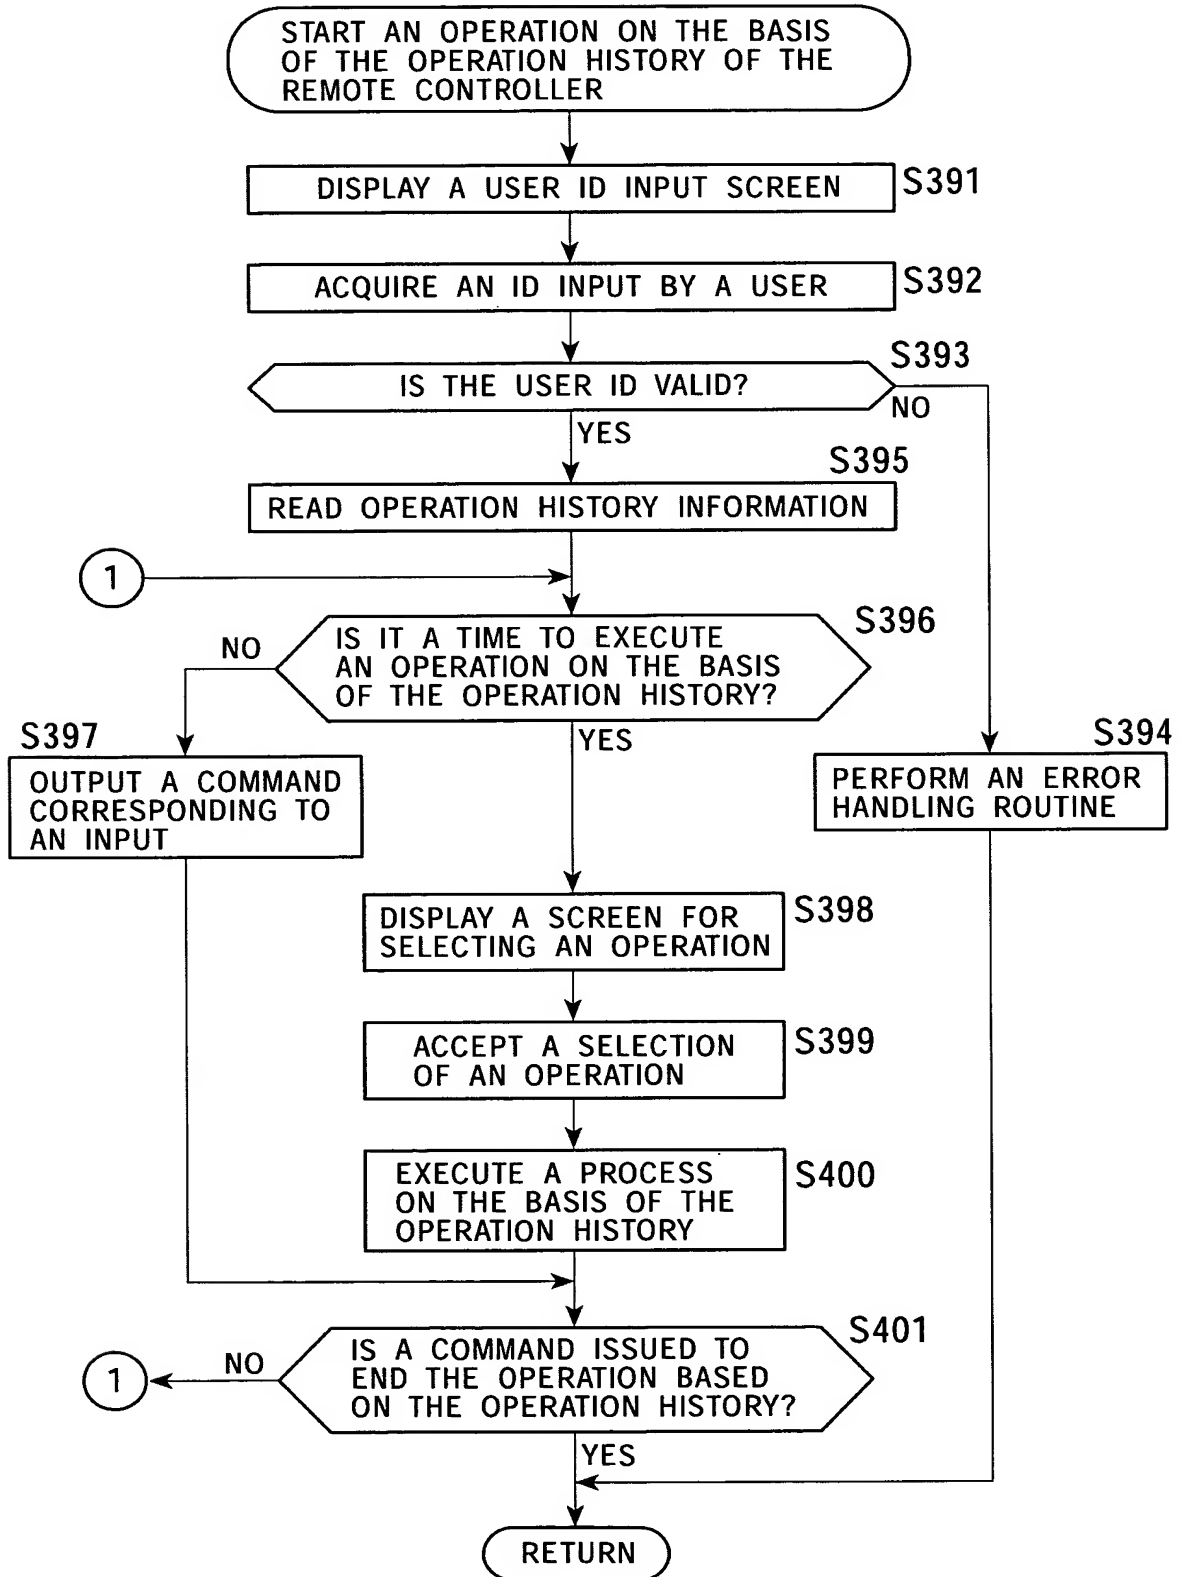 START AN OPERATION ON THE BASIS
OF THE OPERATION HISTORY OF THE
REMOTE CONTROLLER
DISPLAY A USER ID INPUT SCREEN
S391
ACQUIRE AN ID INPUT BY A USER
S392
S393
IS THE USER ID VALID?
NO
YES
S395
READ OPERATION HISTORY INFORMATION
1
S396
IS IT A TIME TO EXECUTE
AN OPERATION ON THE BASIS
OF THE OPERATION HISTORY?
NO
YES
S397
OUTPUT A COMMAND
CORRESPONDING TO
AN INPUT
S394
PERFORM AN ERROR
HANDLING ROUTINE
DISPLAY A SCREEN FOR
SELECTING AN OPERATION
S398
ACCEPT A SELECTION
OF AN OPERATION
S399
EXECUTE A PROCESS
ON THE BASIS OF THE
OPERATION HISTORY
S400
S401
IS A COMMAND ISSUED TO
END THE OPERATION BASED
ON THE OPERATION HISTORY?
NO
1
YES
RETURN